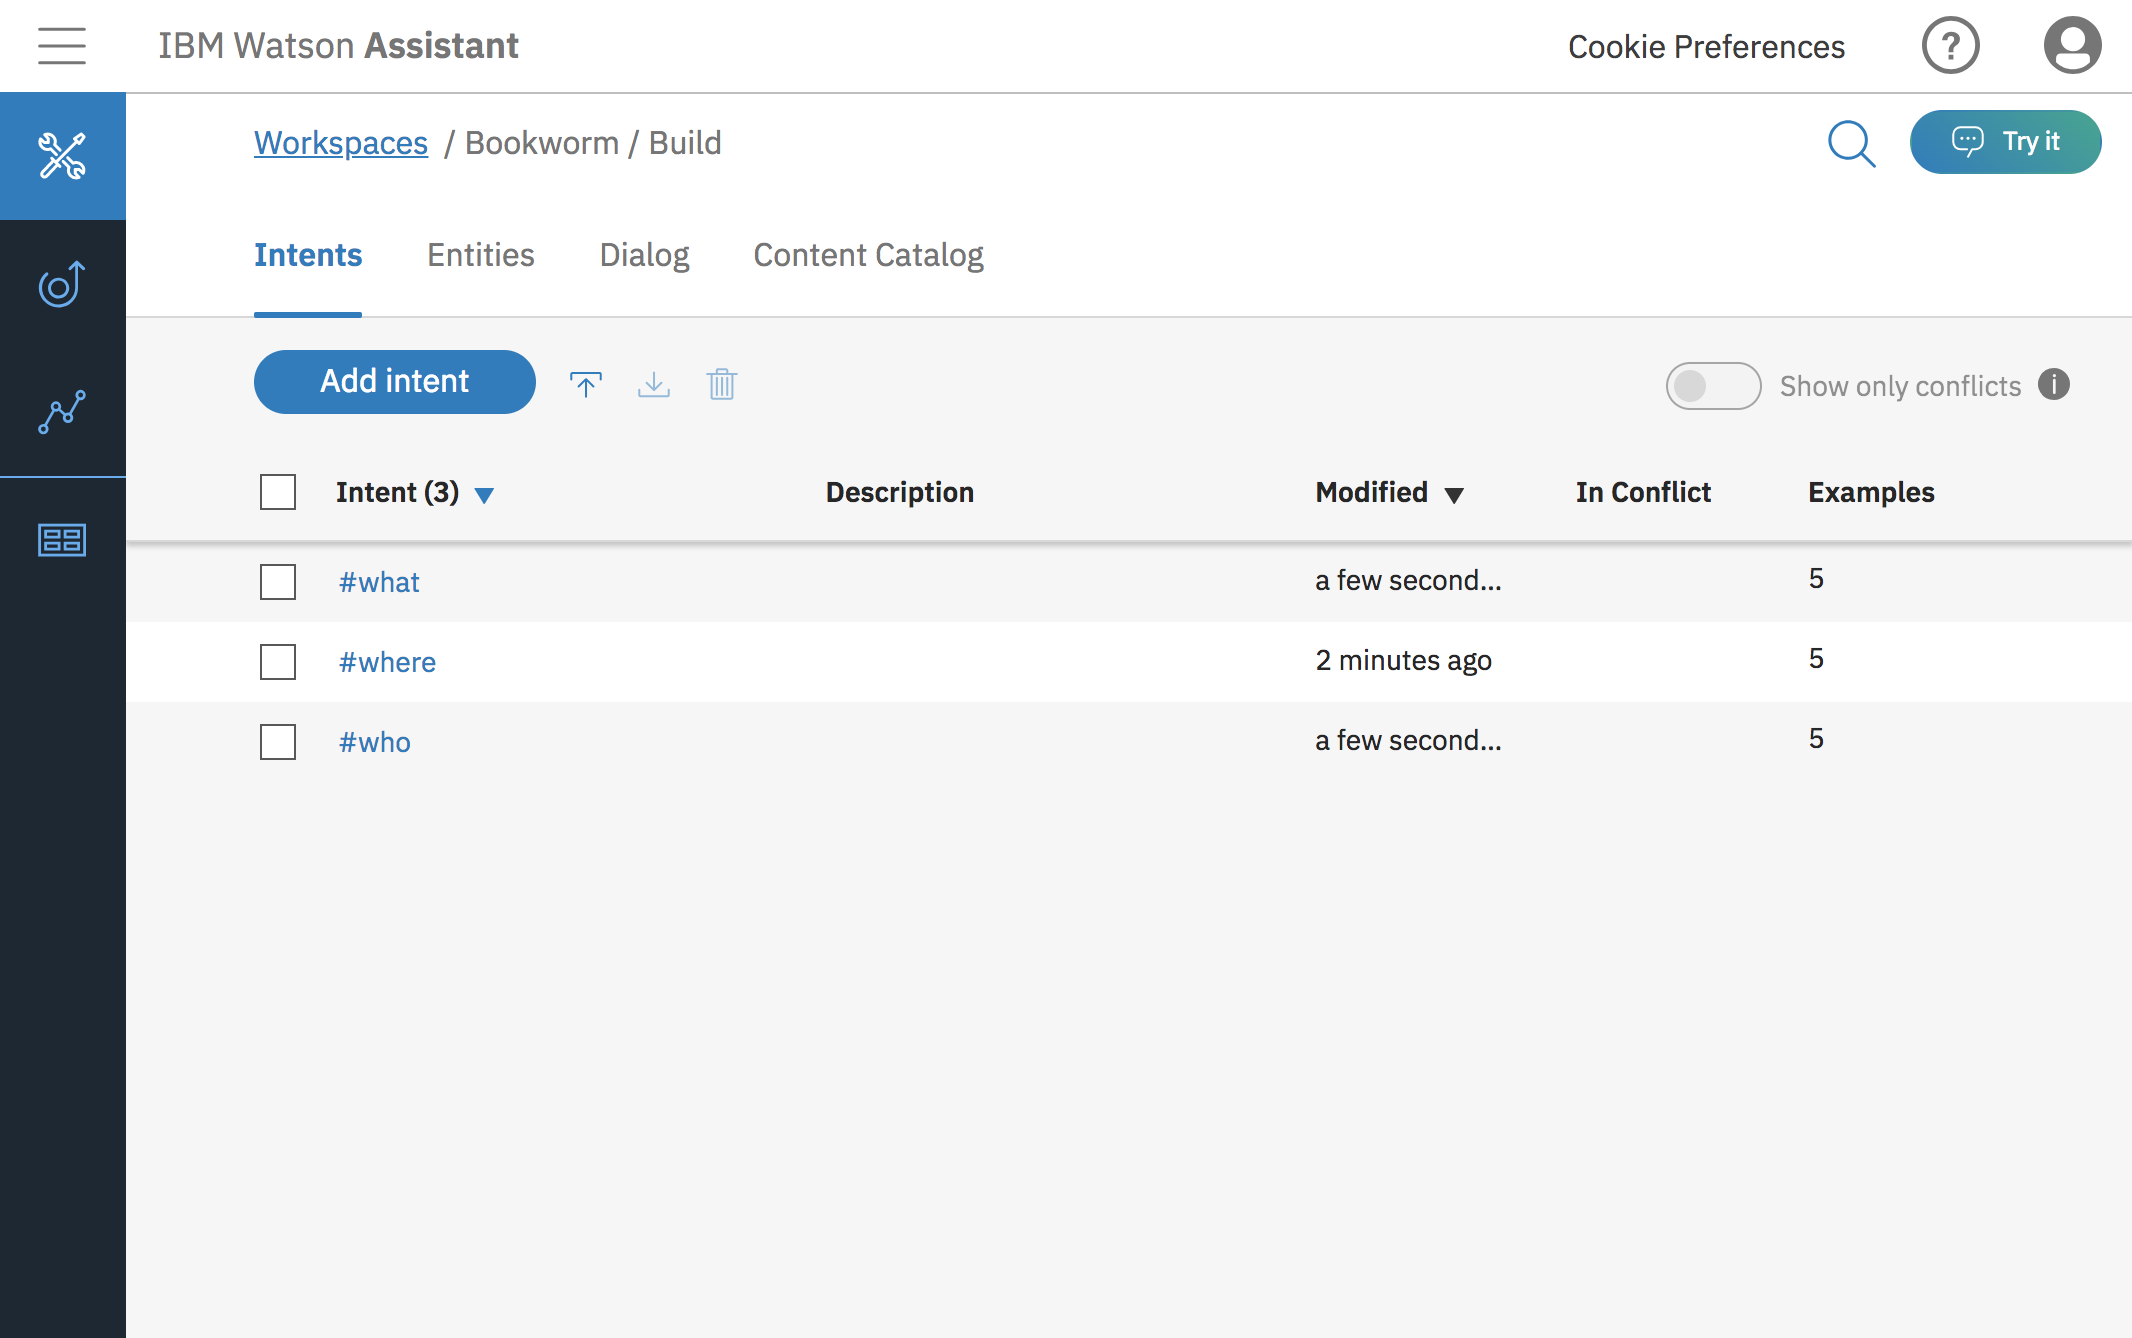 IBM Watson Assistant
Cookie Preferences
?
Workspaces / Bookworm / Build
Try it
Intents
Entities
Dialog
Content Catalog
Add intent
Show only conflicts
i
Intent (3)
Description
Modified
In Conflict
Examples
#what
a few second...
5
#where
2 minutes ago
5
#who
a few second...
5